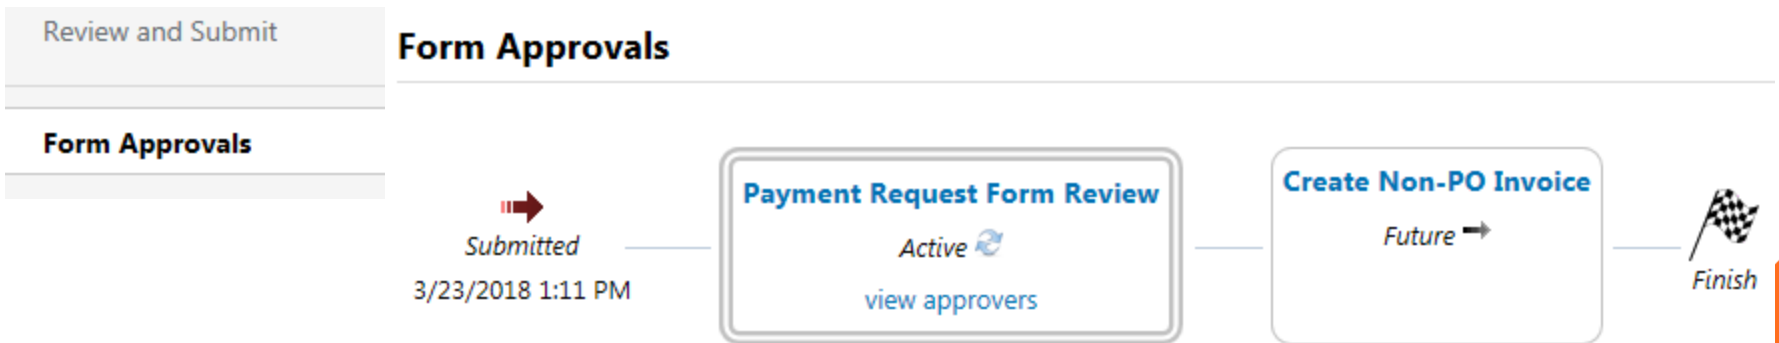 Review and Submit
Form Approvals
Form Approvals
Submitted
3/23/2018 1:11 PM
Payment Request Form Review
Active
view approvers
Create Non-PO Invoice
Future
Finish